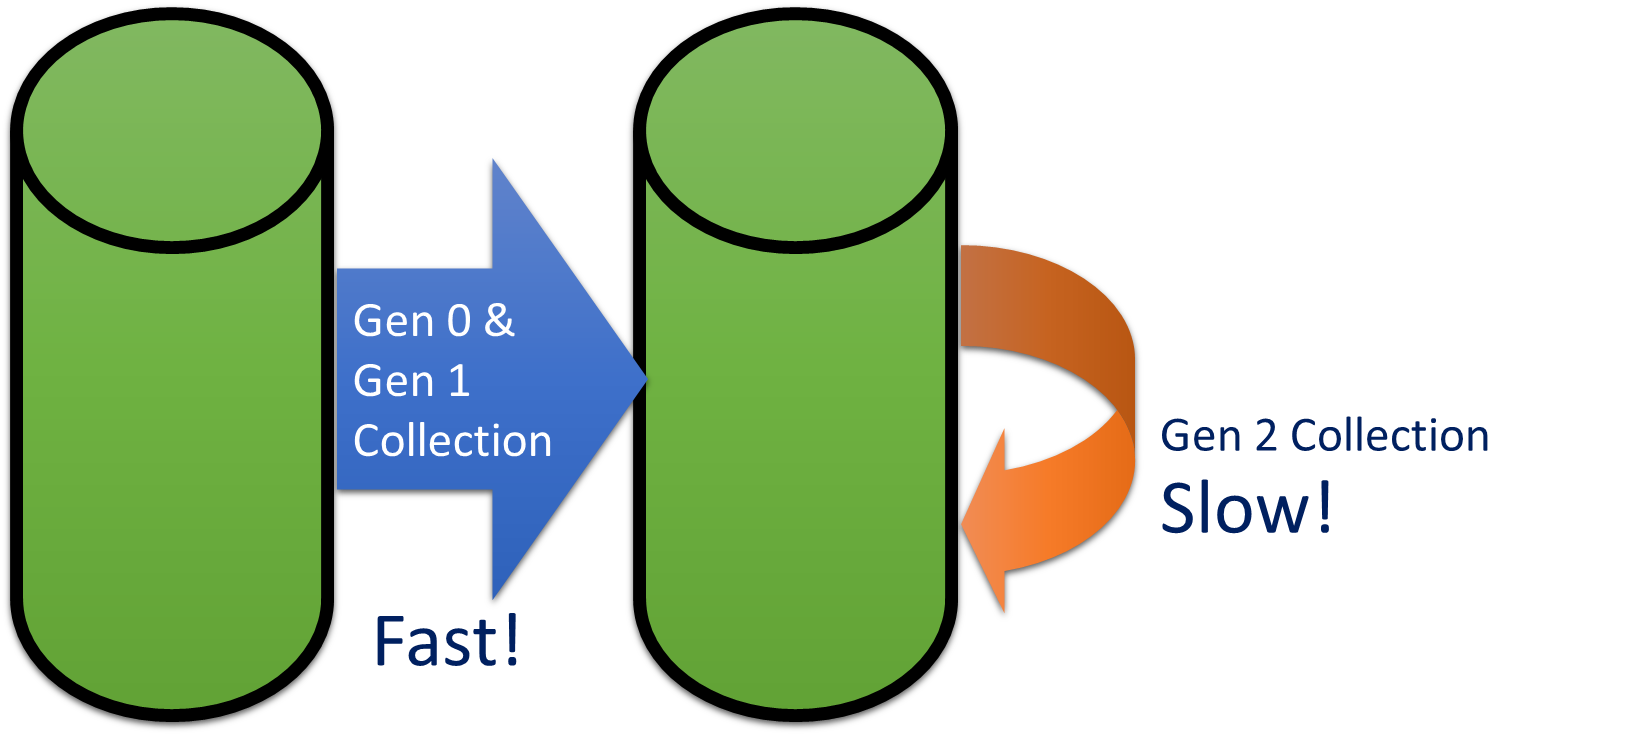 Gen 0 &
Gen 1
Collection
Fast!
Gen 2 Collection
Slow!